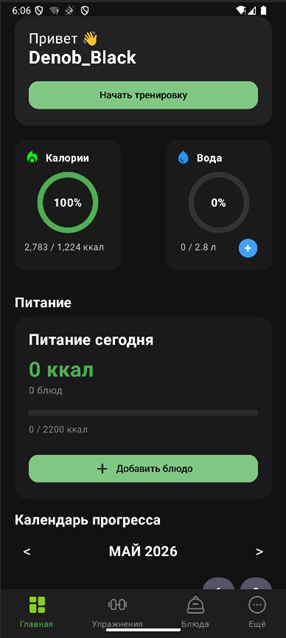 6:06
Привет 👋
Denob_Black
Начать тренировку
Калории
100%
2,783 / 1,224 ккал
Вода
0%
0 / 2.8 л
+
Питание
Питание сегодня
0 ккал
0 блюд
0 / 2200 ккал
+ Добавить блюдо
Календарь прогресса
< МАЙ 2026 >
Главная
Упражнения
Блюда
Ещё